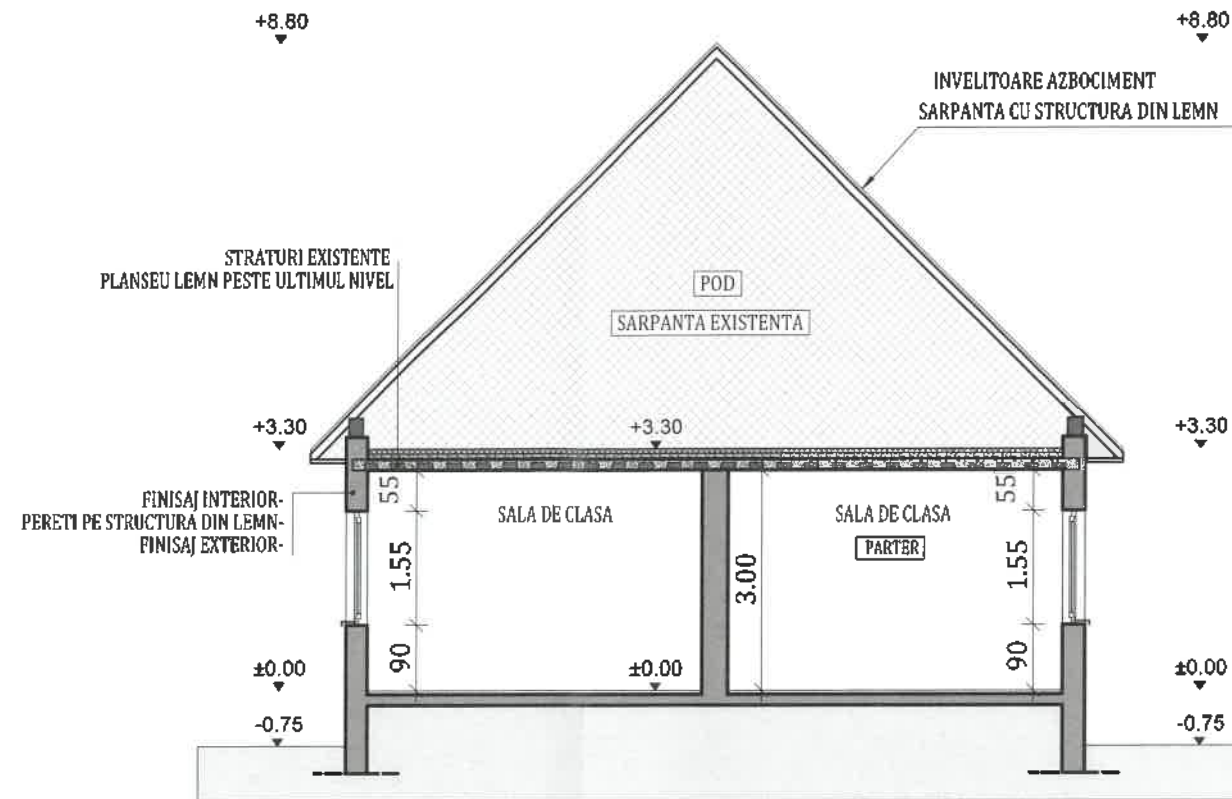 +8.80
+8.80
INVELITOARE AZBOCIMENT
SARPANTA CU STRUCTURA DIN LEMN
STRATURI EXISTENTE
PLANSEU LEMN PESTE ULTIMUL NIVEL
POD
SARPANTA EXISTENTA
+3.30
+3.30
+3.30
FINISAJ INTERIOR-
PERETI PE STRUCTURA DIN LEMN-
FINISAJ EXTERIOR-
55
SALA DE CLASA
SALA DE CLASA
55
PARTER
1.55
3.00
1.55
90
90
±0.00
±0.00
±0.00
-0.75
-0.75